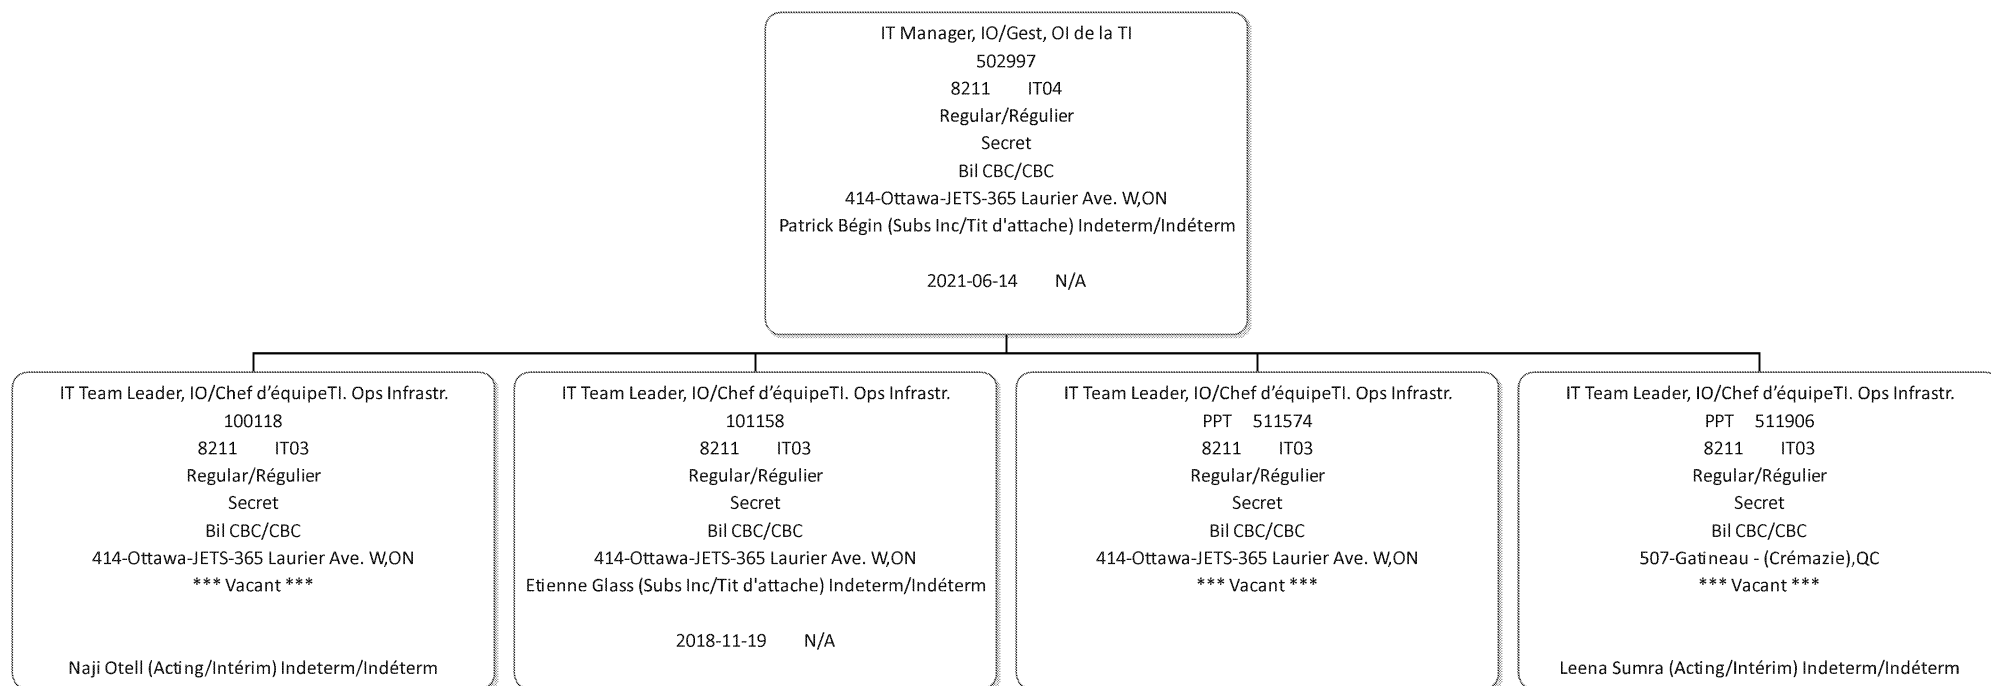 IT Manager, IO/Gest, OI de la TI
502997
8211 IT04
Regular/Régulier
Secret
Bil CBC/CBC
414-Ottawa-JETS-365 Laurier Ave. W,ON
Patrick Bégin (Subs Inc/Tit d'attache) Indeterm/Indéterm
2021-06-14 N/A
IT Team Leader, IO/Chef d’équipeTI. Ops Infrastr.
100118
8211 IT03
Regular/Régulier
Secret
Bil CBC/CBC
414-Ottawa-JETS-365 Laurier Ave. W,ON
*** Vacant ***
Naji Otell (Acting/Intérim) Indeterm/Indéterm
IT Team Leader, IO/Chef d’équipeTI. Ops Infrastr.
101158
8211 IT03
Regular/Régulier
Secret
Bil CBC/CBC
414-Ottawa-JETS-365 Laurier Ave. W,ON
Etienne Glass (Subs Inc/Tit d'attache) Indeterm/Indéterm
2018-11-19 N/A
IT Team Leader, IO/Chef d’équipeTI. Ops Infrastr.
PPT 511574
8211 IT03
Regular/Régulier
Secret
Bil CBC/CBC
414-Ottawa-JETS-365 Laurier Ave. W,ON
*** Vacant ***
IT Team Leader, IO/Chef d’équipeTI. Ops Infrastr.
PPT 511906
8211 IT03
Regular/Régulier
Secret
Bil CBC/CBC
507-Gatineau - (Crémazie),QC
*** Vacant ***
Leena Sumra (Acting/Intérim) Indeterm/Indéterm